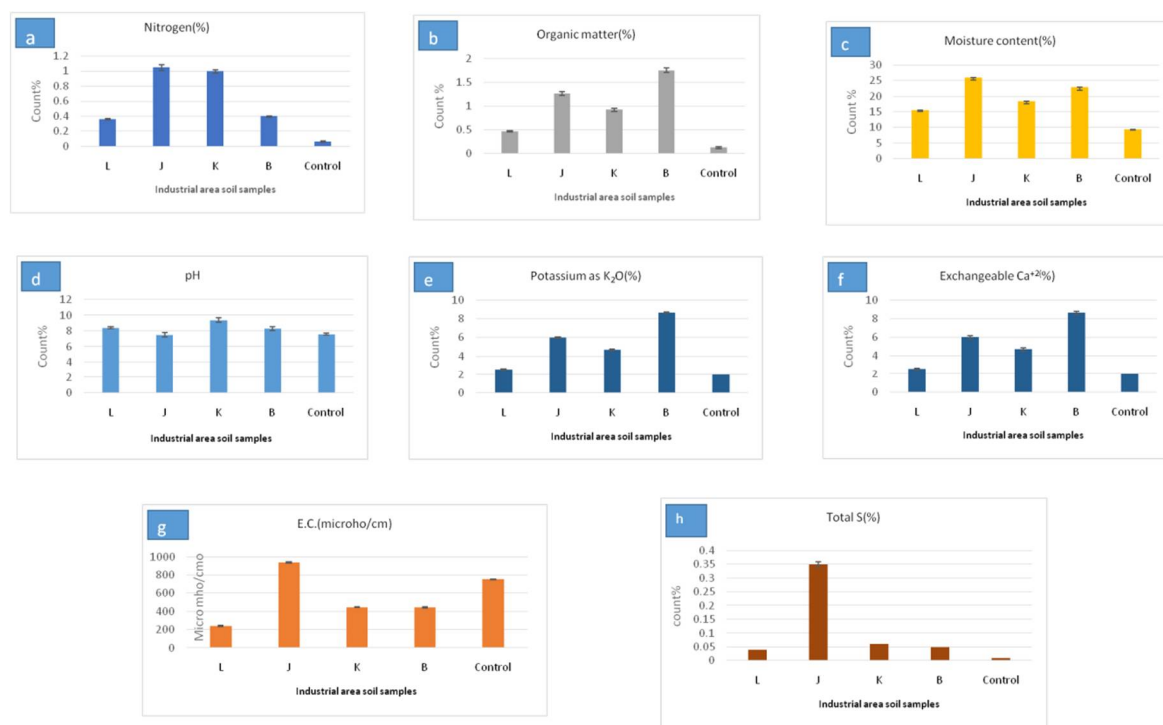 a
Nitrogen(%)
Count%
1.2
1
0.8
0.6
0.4
0.2
0
L J K B Control
Industrial area soil samples
b
Organic matter(%)
Count %
2
1.5
1
0.5
0
L J K B Control
Industrial area soil samples
c
Moisture content(%)
Count %
30
25
20
15
10
5
0
L J K B Control
Industrial area soil samples
d
pH
Count%
12
10
8
6
4
2
0
L J K B Control
Industrial area soil samples
e
Potassium as K₂O(%)
Count%
10
8
6
4
2
0
L J K B Control
Industrial area soil samples
f
Exchangeable Ca⁺²(%)
Count%
10
8
6
4
2
0
L J K B Control
Industrial area soil samples
g
E.C.(microho/cm)
Micro mho/cmo
1000
800
600
400
200
0
L J K B Control
Industrial area soil samples
h
Total S(%)
count%
0.4
0.35
0.3
0.25
0.2
0.15
0.1
0.05
0
L J K B Control
Industrial area soil samples